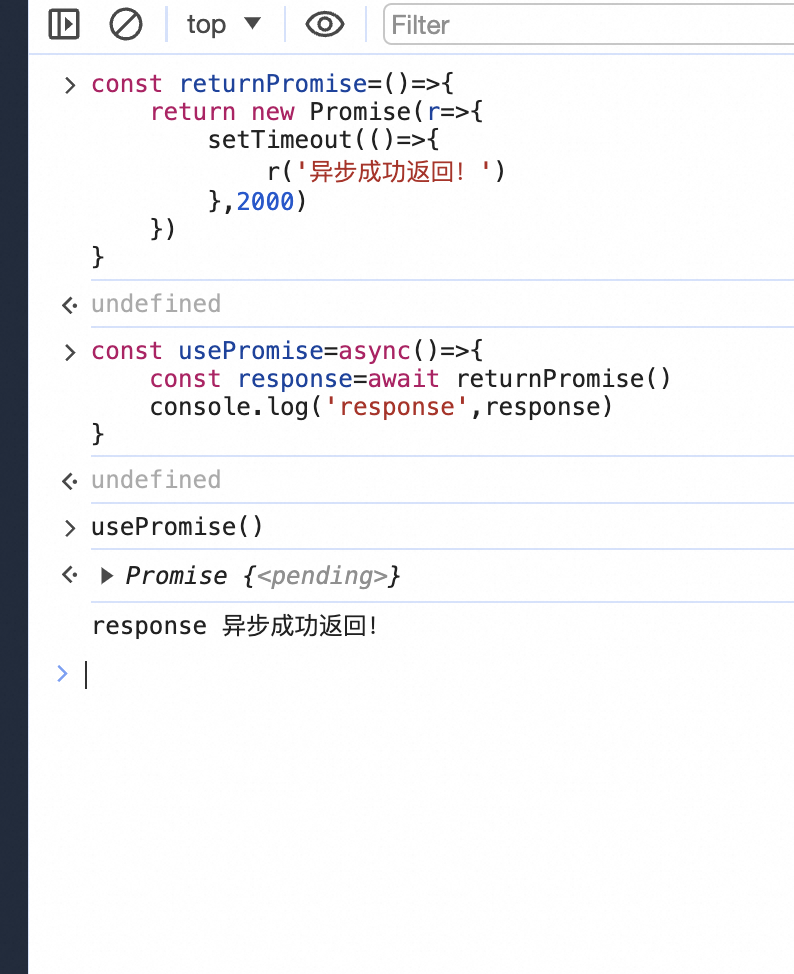 top ▼ Filter
const returnPromise=()=>{
    return new Promise(r=>{
        setTimeout(()=>{
            r('异步成功返回！')
        },2000)
    })
}
undefined
const usePromise=async()=>{
    const response=await returnPromise()
    console.log('response',response)
}
undefined
usePromise()
Promise {<pending>}
response 异步成功返回！